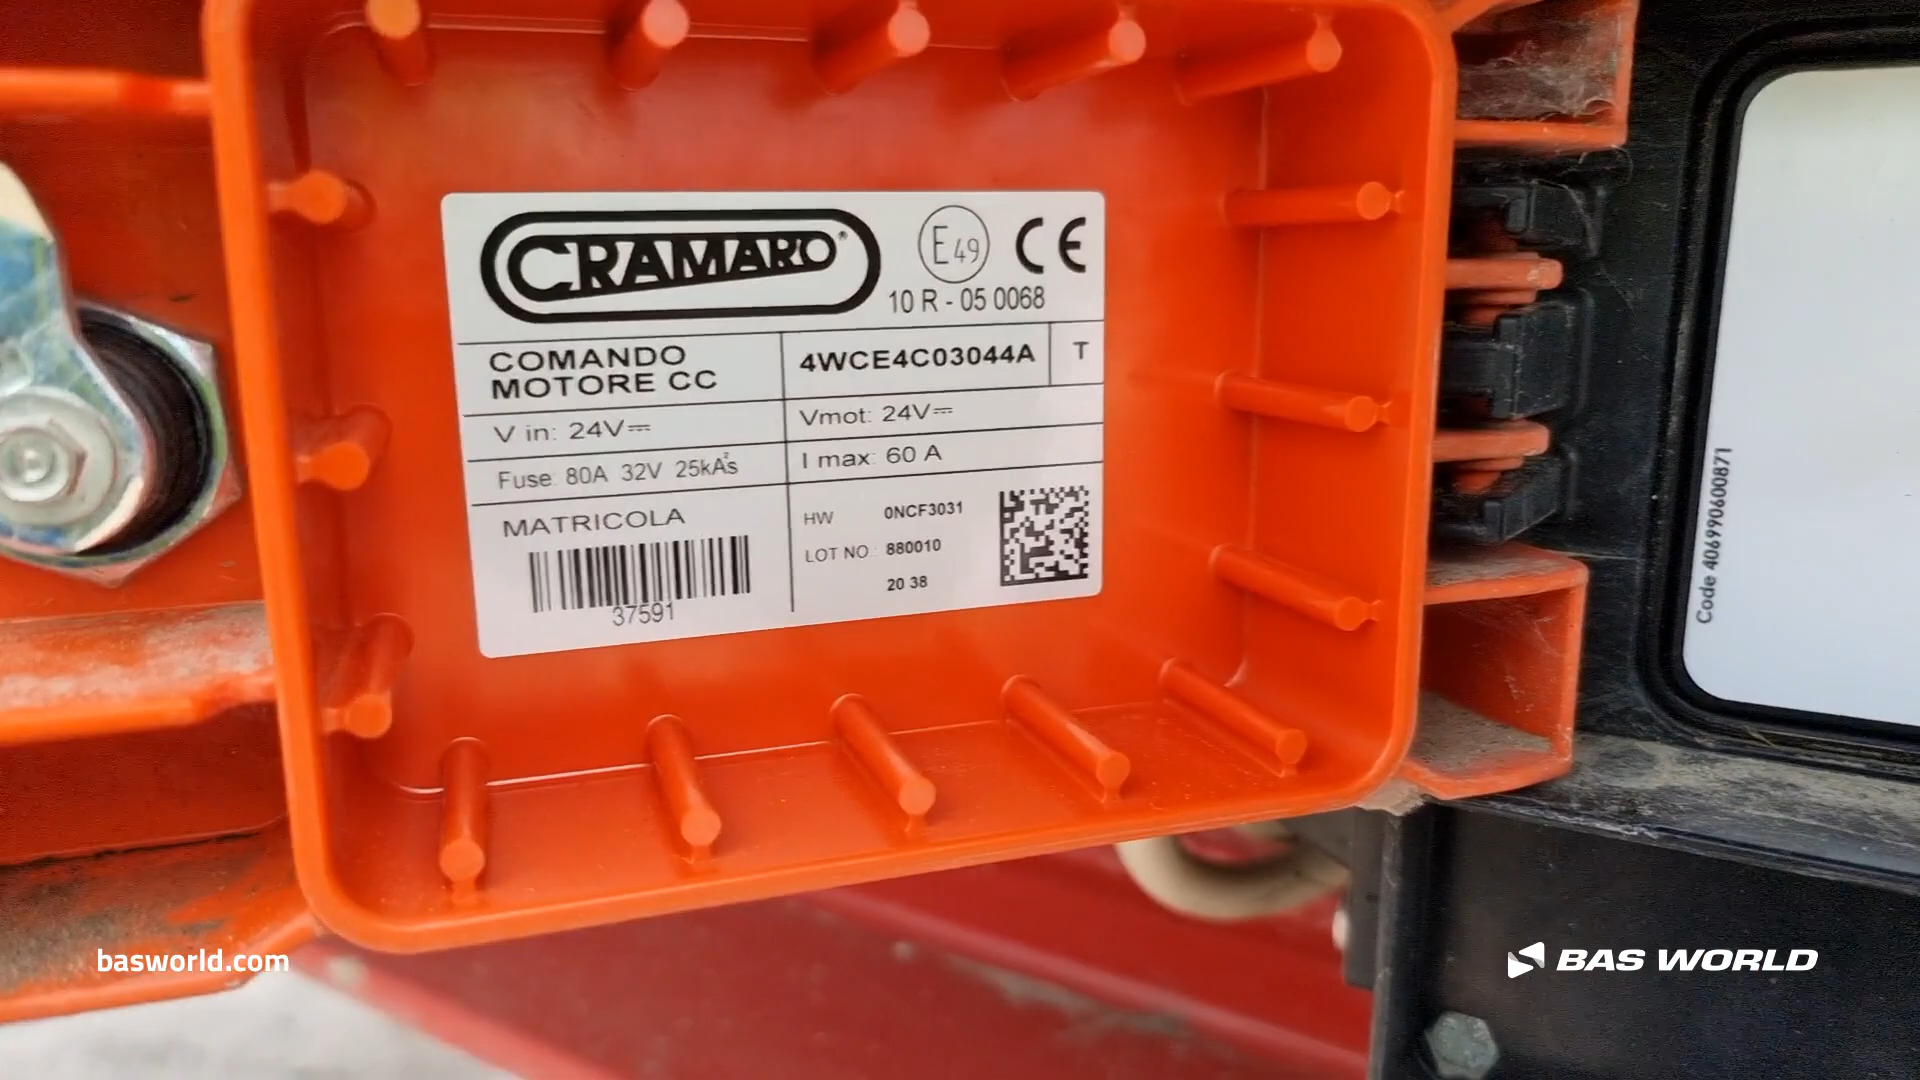 CRAMARO®
E49
CE
10 R - 05 0068
COMANDO
MOTORE CC
4WCE4C03044A
T
V in: 24V⎓
Vmot: 24V⎓
Fuse: 80A 32V 25kA²s
I max: 60 A
MATRICOLA
37591
HW 0NCF3031
LOT NO.: 880010
20 38
Code 406990600871
basworld.com
BAS WORLD